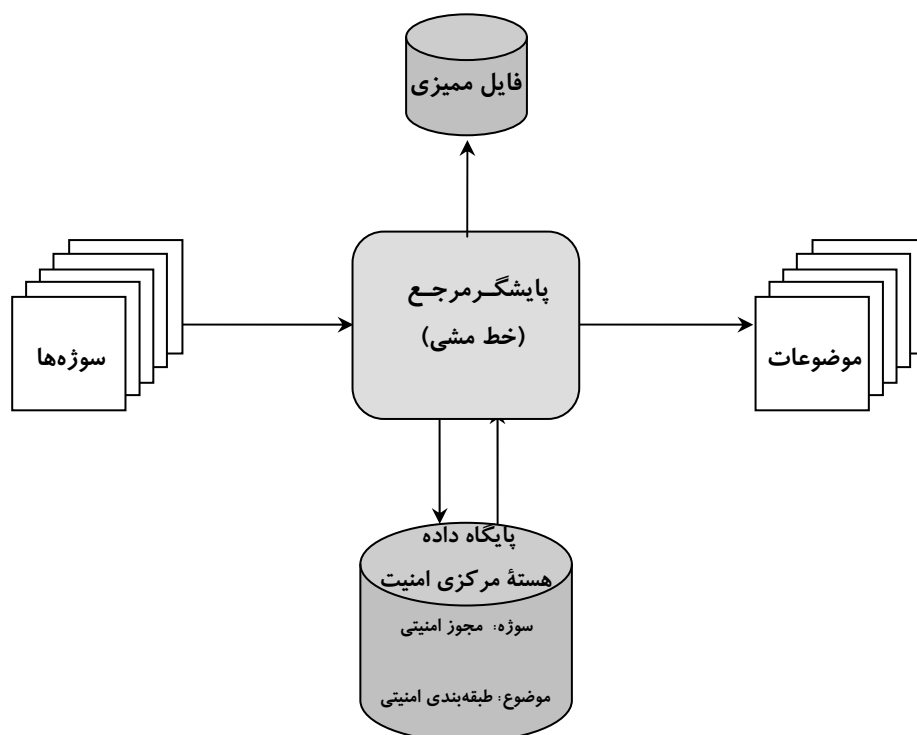 فایل ممیزی
پایشگـرمرجـع
(خط مشی)
سوژه‌ها
موضوعات
پایگاه داده
هستهٔ مرکزی امنیت
سوژه: مجوز امنیتی
موضوع: طبقه‌بندی امنیتی